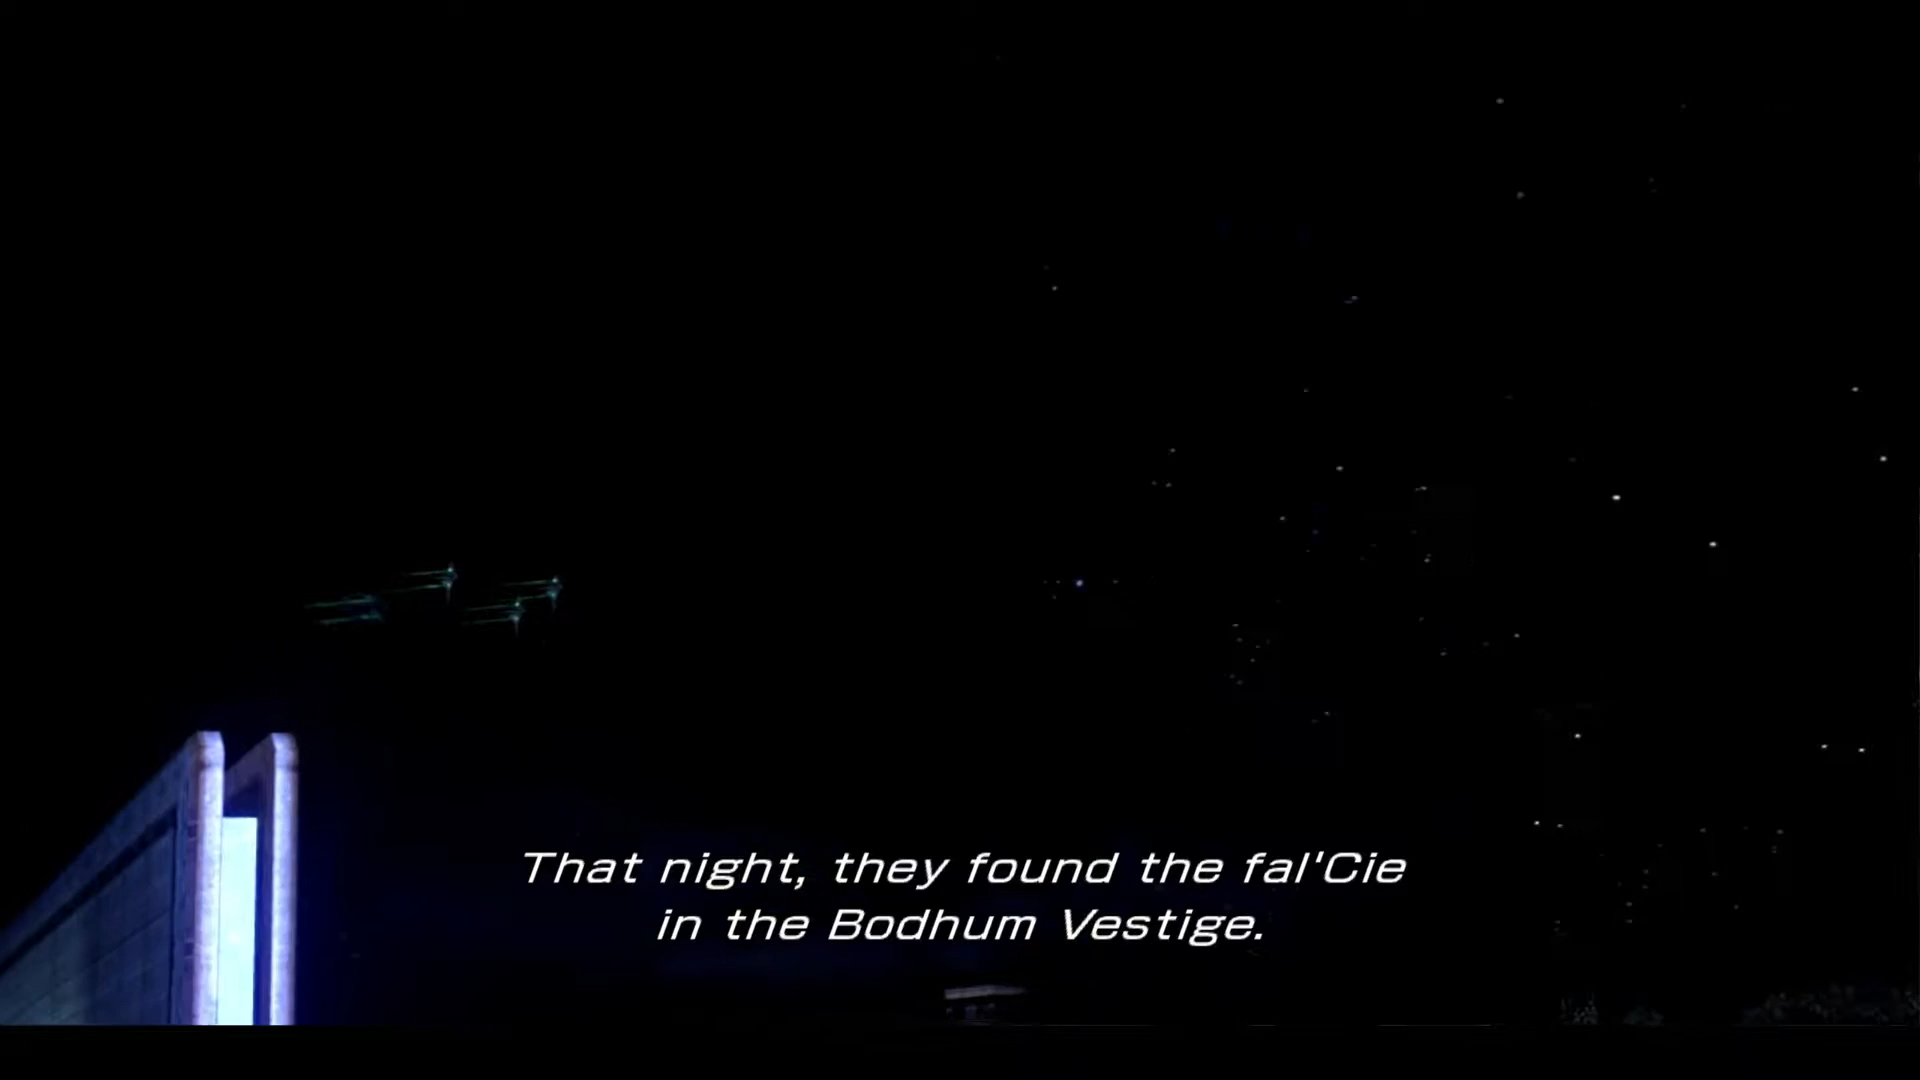 That night, they found the fal'Cie
in the Bodhum Vestige.